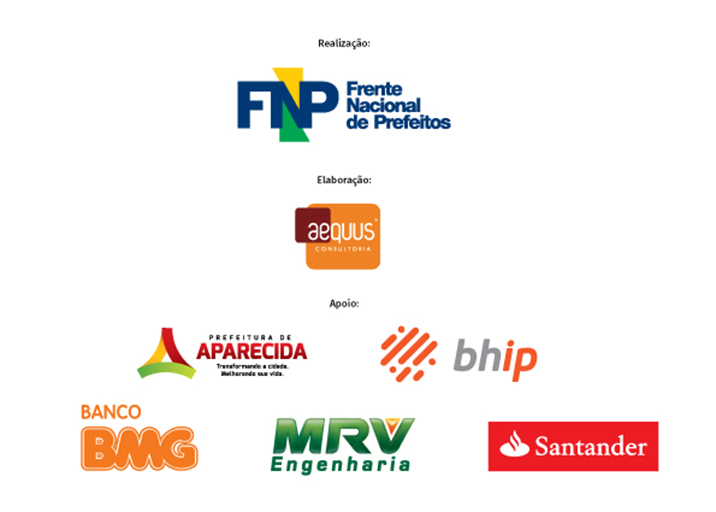 Realização:
FNP
Frente
Nacional
de Prefeitos
Elaboração:
aequus
CONSULTORIA
Apoio:
PREFEITURA DE
APARECIDA
Transformando a cidade.
Melhorando sua vida.
bhip
BANCO
BMG
MRV
Engenharia
Santander